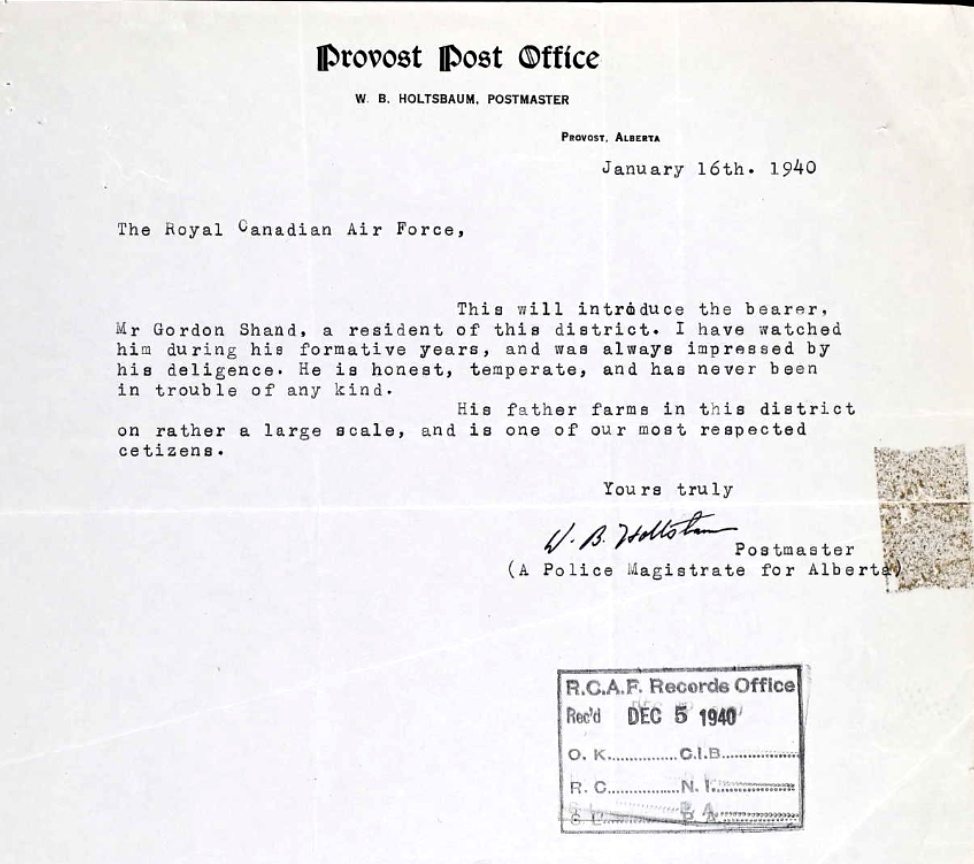 Provost Post Office
W. B. HOLTSBAUM, POSTMASTER
PROVOST, ALBERTA
January 16th. 1940
The Royal Canadian Air Force,
This will introduce the bearer,
Mr Gordon Shand, a resident of this district. I have watched
him during his formative years, and was always impressed by
his deligence. He is honest, temperate, and has never been
in trouble of any kind.
His father farms in this district
on rather a large scale, and is one of our most respected
cetizens.
Yours truly
W. B. Holtsbaum
Postmaster
(A Police Magistrate for Alberta)
R.C.A.F. Records Office
Rec'd DEC 5 1940
O. K...............C.I.B.................
R. C................N. I.................